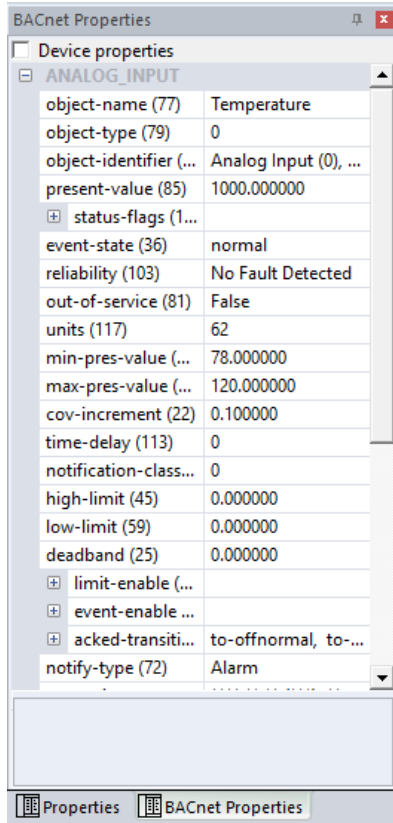 BACnet Properties
Device properties
ANALOG_INPUT
object-name (77) Temperature
object-type (79) 0
object-identifier (... Analog Input (0), ...
present-value (85) 1000.000000
status-flags (1...
event-state (36) normal
reliability (103) No Fault Detected
out-of-service (81) False
units (117) 62
min-pres-value (... 78.000000
max-pres-value (... 120.000000
cov-increment (22) 0.100000
time-delay (113) 0
notification-class... 0
high-limit (45) 0.000000
low-limit (59) 0.000000
deadband (25) 0.000000
limit-enable (...
event-enable ...
acked-transiti... to-offnormal, to-...
notify-type (72) Alarm
Properties BACnet Properties